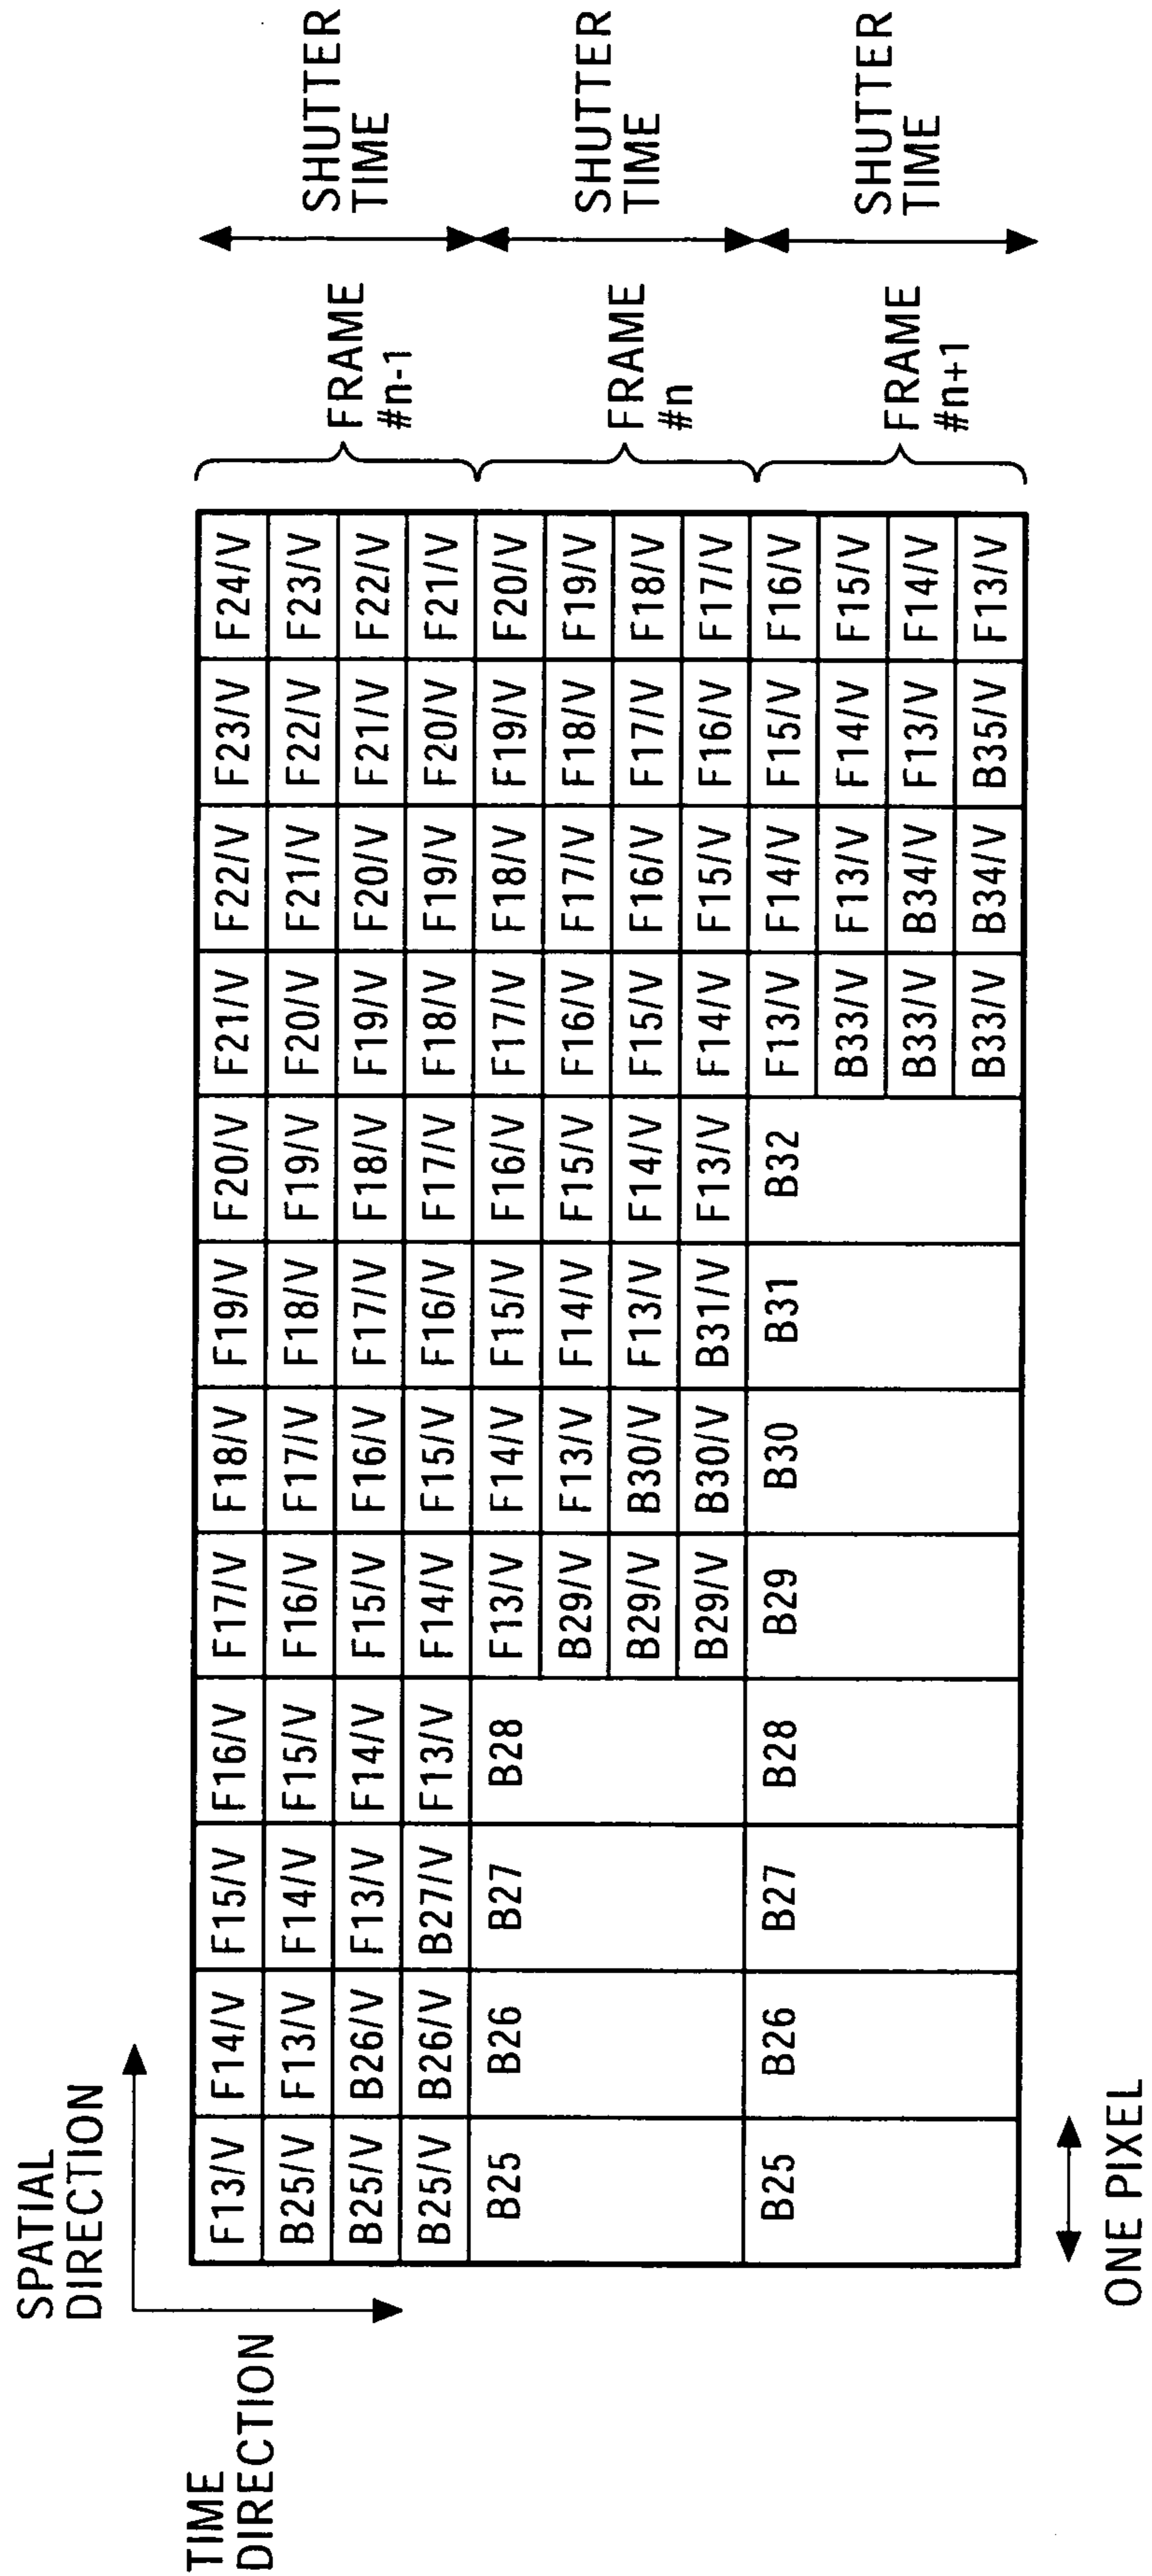 SPATIAL
DIRECTION
TIME
DIRECTION
F13/V F14/V F15/V F16/V F17/V F18/V F19/V F20/V F21/V F22/V F23/V F24/V
B25/V F13/V F14/V F15/V F16/V F17/V F18/V F19/V F20/V F21/V F22/V F23/V
B25/V B26/V F13/V F14/V F15/V F16/V F17/V F18/V F19/V F20/V F21/V F22/V
B25/V B26/V B27/V F13/V F14/V F15/V F16/V F17/V F18/V F19/V F20/V F21/V
FRAME
#n-1
SHUTTER
TIME
B25 B26 B27 B28 F13/V F14/V F15/V F16/V F17/V F18/V F19/V F20/V
B29/V F13/V F14/V F15/V F16/V F17/V F18/V F19/V
B29/V B30/V F13/V F14/V F15/V F16/V F17/V F18/V
B29/V B30/V B31/V F13/V F14/V F15/V F16/V F17/V
FRAME
#n
SHUTTER
TIME
B25 B26 B27 B28 B29 B30 B31 B32 F13/V F14/V F15/V F16/V
B33/V F13/V F14/V F15/V
B33/V B34/V F13/V F14/V
B33/V B34/V B35/V F13/V
FRAME
#n+1
SHUTTER
TIME
ONE PIXEL